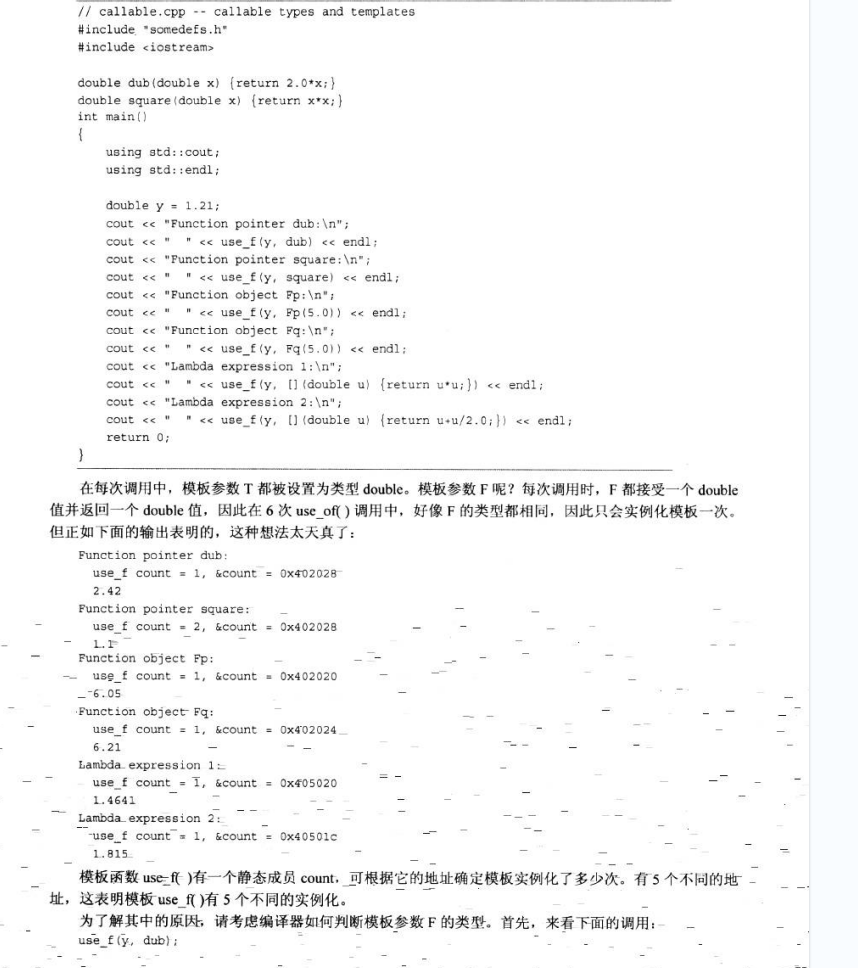 // callable.cpp -- callable types and templates
#include "somedefs.h"
#include <iostream>
double dub(double x) {return 2.0*x;}
double square(double x) {return x*x;}
int main()
{
using std::cout;
using std::endl;
double y = 1.21;
cout << "Function pointer dub:\n";
cout << "  " << use_f(y, dub) << endl;
cout << "Function pointer square:\n";
cout << "  " << use_f(y, square) << endl;
cout << "Function object Fp:\n";
cout << "  " << use_f(y, Fp(5.0)) << endl;
cout << "Function object Fq:\n";
cout << "  " << use_f(y, Fq(5.0)) << endl;
cout << "Lambda expression 1:\n";
cout << "  " << use_f(y, [](double u) {return u*u;}) << endl;
cout << "Lambda expression 2:\n";
cout << "  " << use_f(y, [](double u) {return u+u/2.0;}) << endl;
return 0;
}
在每次调用中，模板参数 T 都被设置为类型 double。模板参数 F 呢？每次调用时，F 都接受一个 double
值并返回一个 double 值，因此在 6 次 use_of( ) 调用中，好像 F 的类型都相同，因此只会实例化模板一次。
但正如下面的输出表明的，这种想法太天真了：
Function pointer dub:
use_f count = 1, &count = 0x402028
2.42
Function pointer square:
use_f count = 2, &count = 0x402028
1.1
Function object Fp:
use_f count = 1, &count = 0x402020
6.05
Function object Fq:
use_f count = 1, &count = 0x402024
6.21
Lambda expression 1:
use_f count = 1, &count = 0x405020
1.4641
Lambda expression 2:
use_f count = 1, &count = 0x40501c
1.815
模板函数 use_f( )有一个静态成员 count，可根据它的地址确定模板实例化了多少次。有 5 个不同的地
址，这表明模板 use_f( )有 5 个不同的实例化。
为了解其中的原因，请考虑编译器如何判断模板参数 F 的类型。首先，来看下面的调用：
use_f(y, dub);